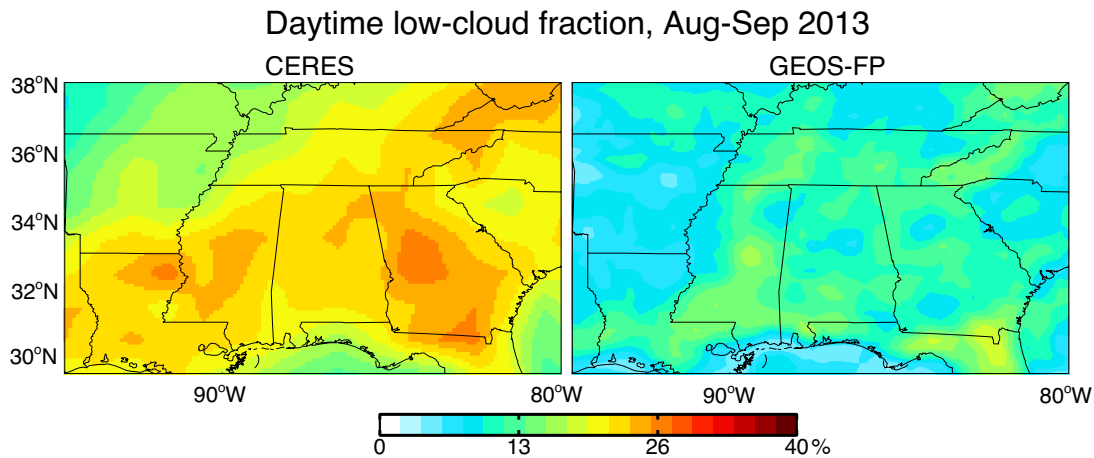 Daytime low-cloud fraction, Aug-Sep 2013
CERES
GEOS-FP
38°N
36°N
34°N
32°N
30°N
90°W
80°W
90°W
80°W
0
13
26
40 %